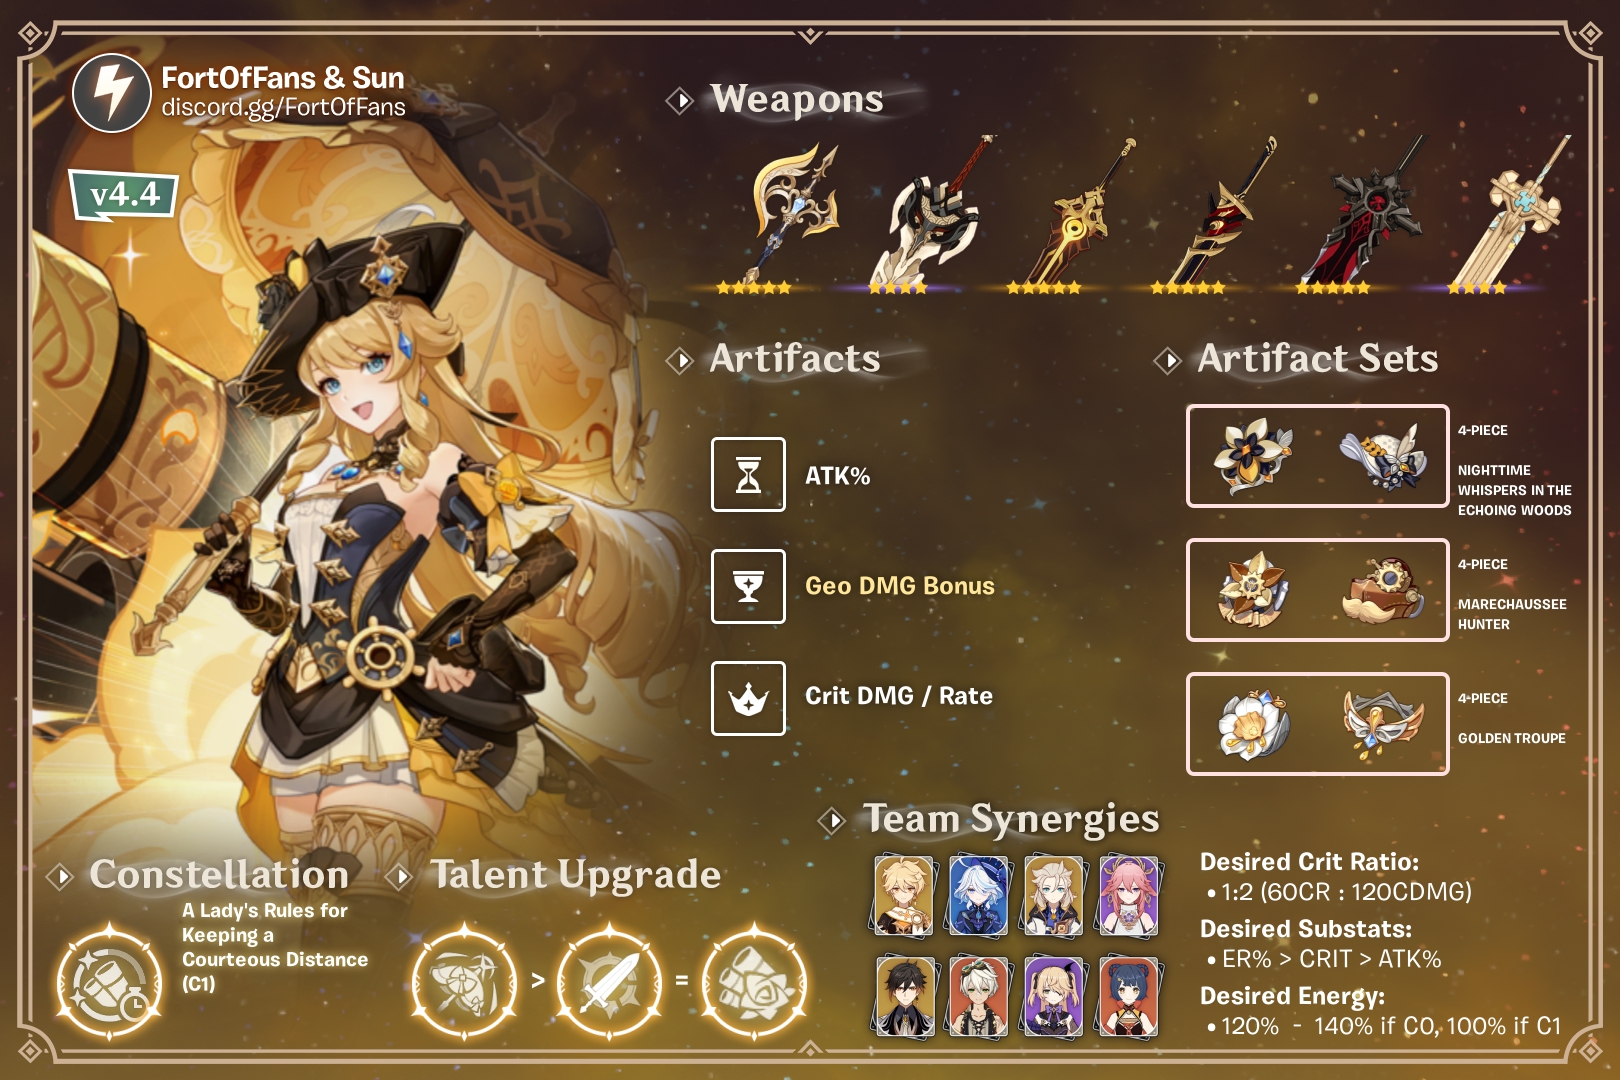 FortOfFans & Sun
discord.gg/FortOfFans
v4.4
Weapons
Artifacts
ATK%
Geo DMG Bonus
Crit DMG / Rate
Artifact Sets
4-PIECE
NIGHTTIME
WHISPERS IN THE
ECHOING WOODS
4-PIECE
MARECHAUSSEE
HUNTER
4-PIECE
GOLDEN TROUPE
Constellation
A Lady's Rules for
Keeping a
Courteous Distance
(C1)
Talent Upgrade
> =
Team Synergies
Desired Crit Ratio:
• 1:2 (60CR : 120CDMG)
Desired Substats:
• ER% > CRIT > ATK%
Desired Energy:
• 120% - 140% if C0, 100% if C1